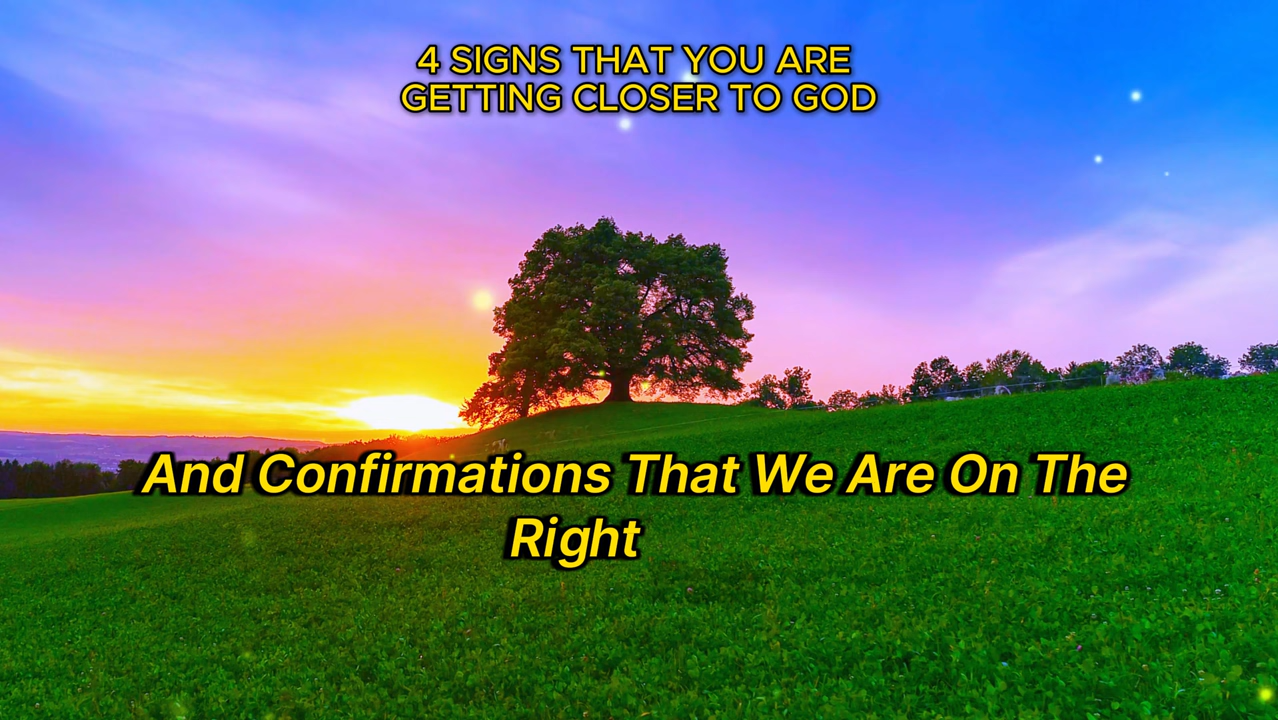 4 SIGNS THAT YOU ARE
GETTING CLOSER TO GOD
And Confirmations That We Are On The
Right